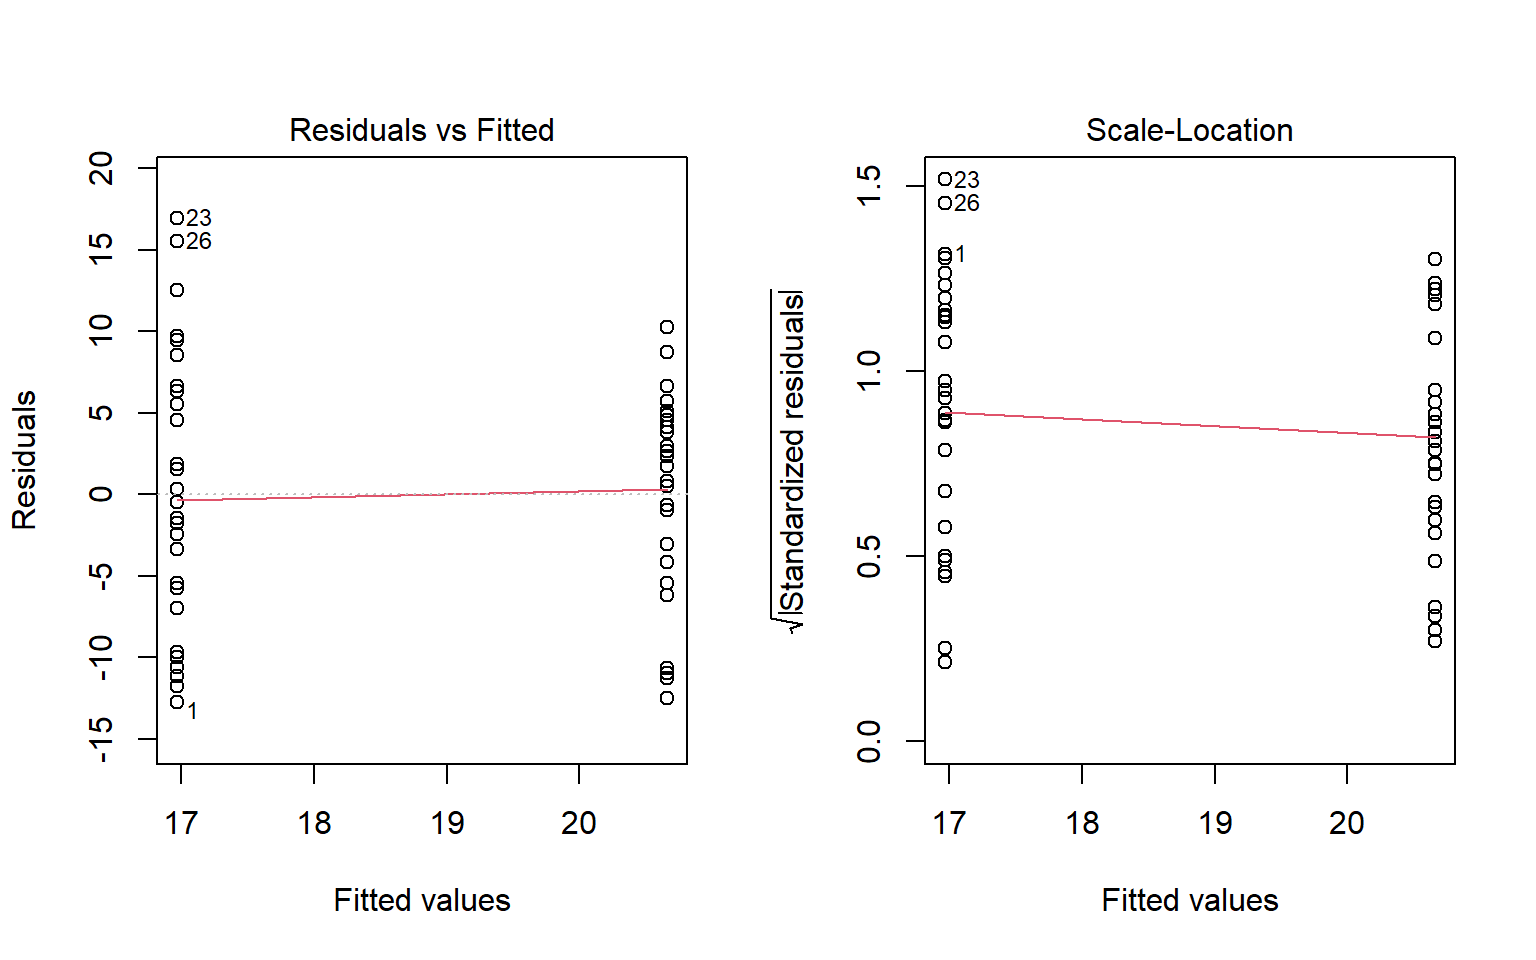 Residuals vs Fitted
Residuals
20
15
10
5
0
-5
-10
-15
23
26
1
17 18 19 20
Fitted values
Scale-Location
√|Standardized residuals|
1.5
1.0
0.5
0.0
23
26
1
17 18 19 20
Fitted values